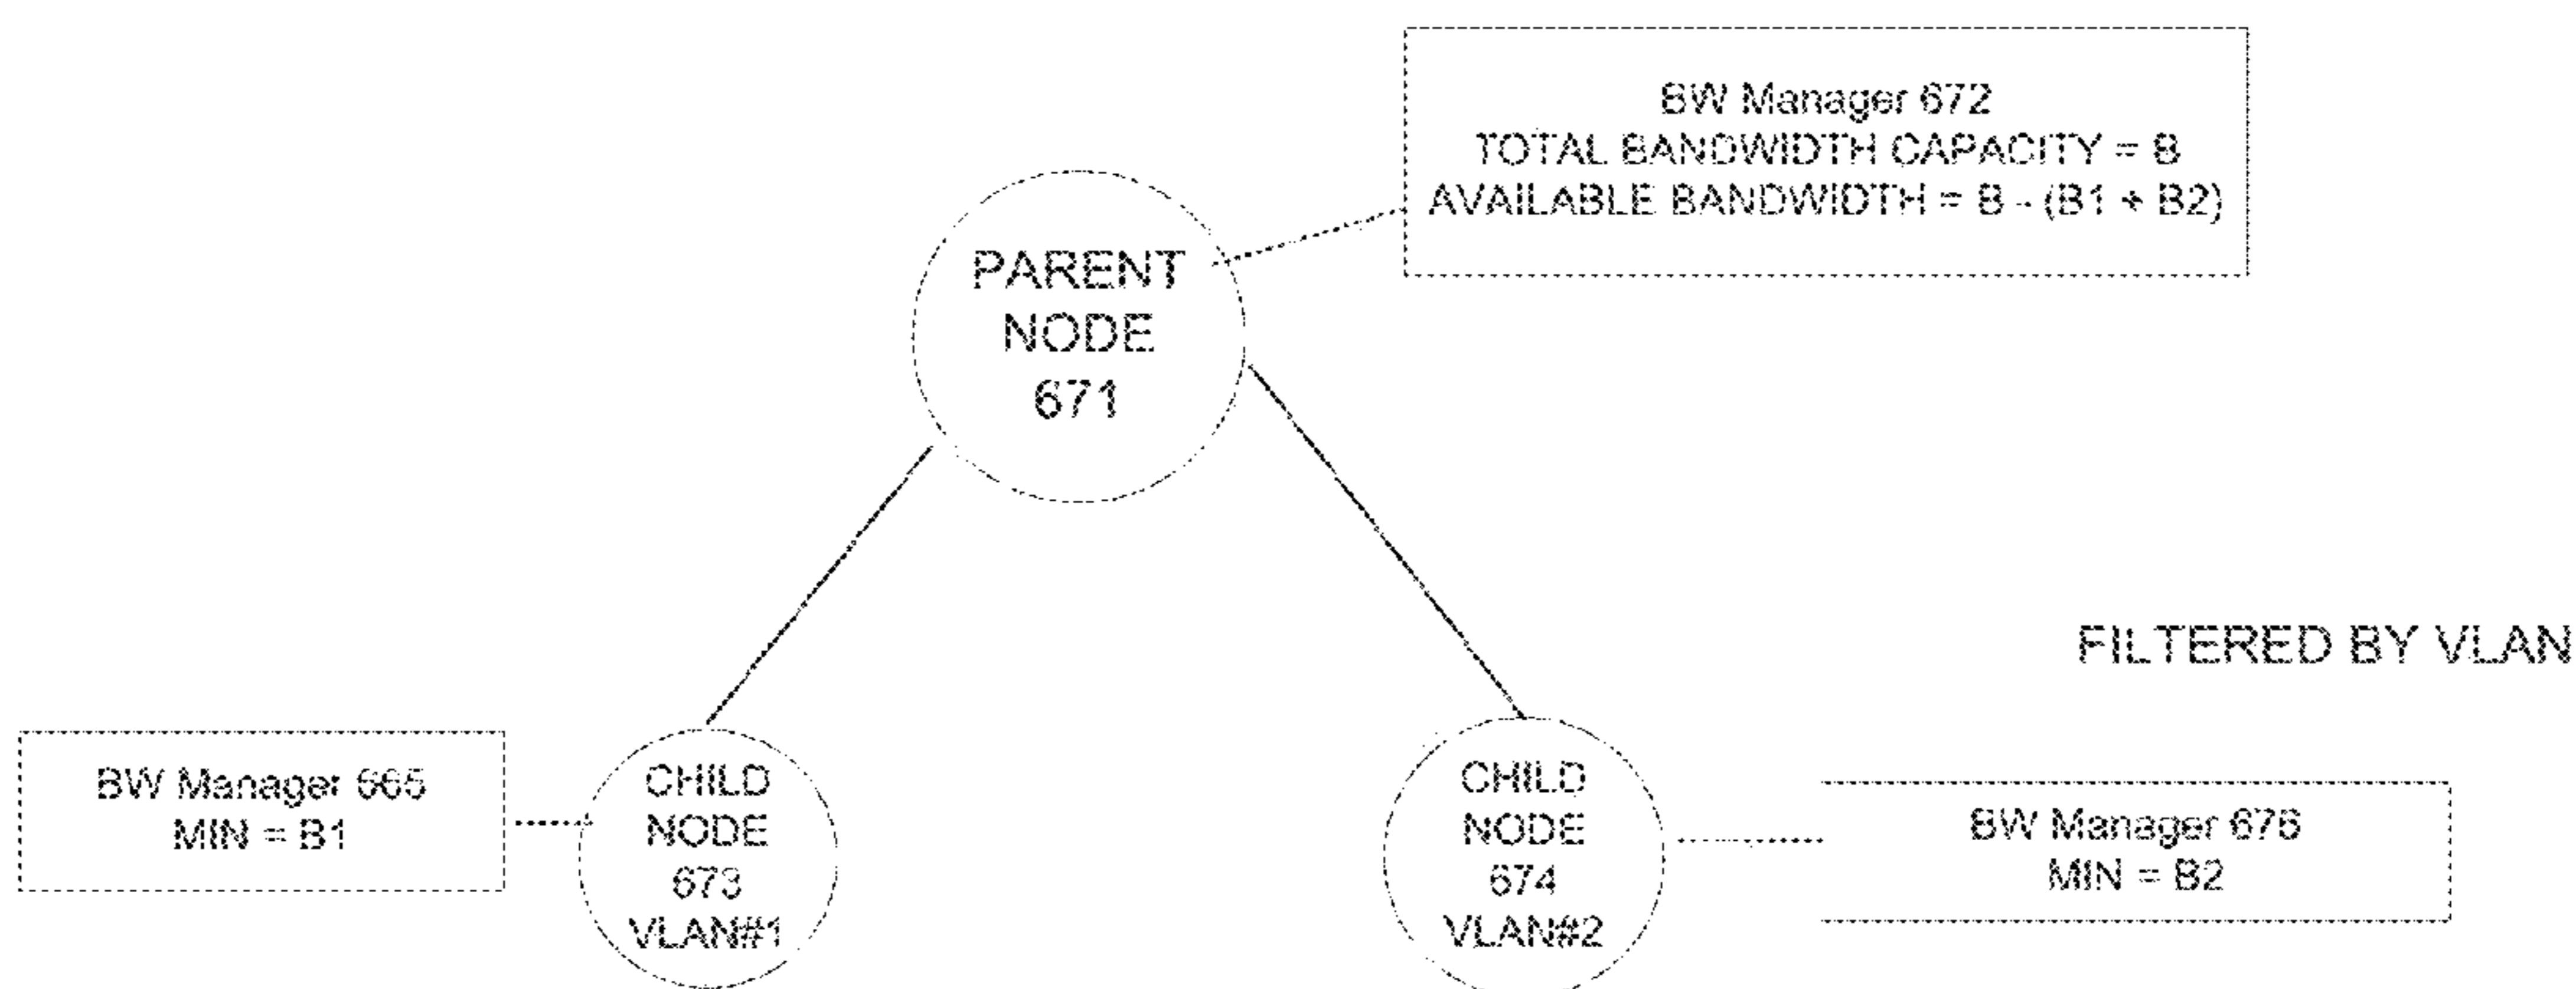 BW Manager 672
TOTAL BANDWIDTH CAPACITY = B
AVAILABLE BANDWIDTH = B - (B1 + B2)
PARENT
NODE
671
FILTERED BY VLAN
BW Manager 665
MIN = B1
CHILD
NODE
673
VLAN#1
CHILD
NODE
674
VLAN#2
BW Manager 676
MIN = B2